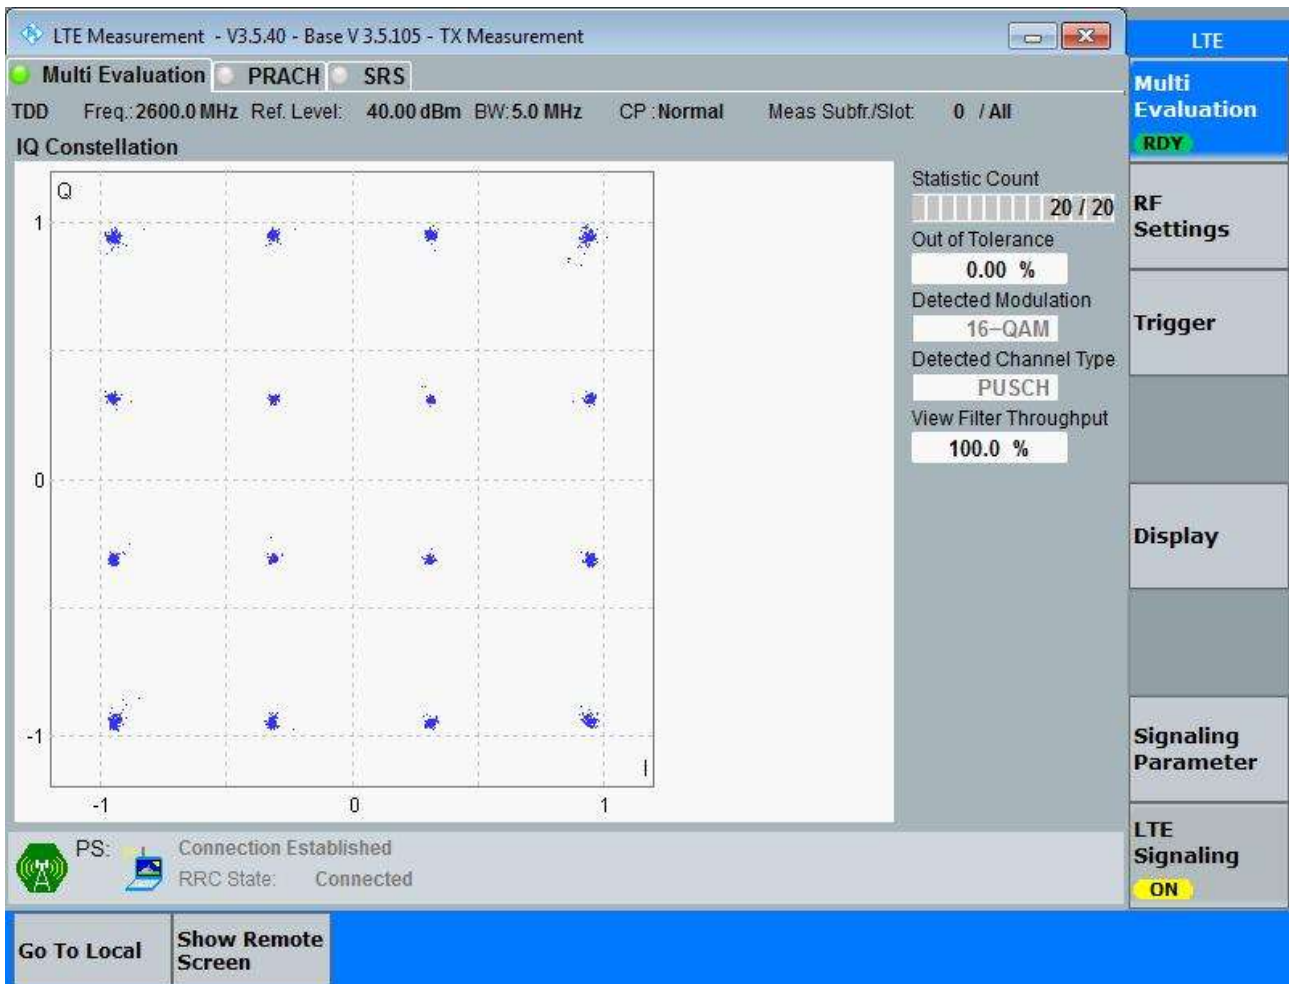 LTE Measurement - V3.5.40 - Base V 3.5.105 - TX Measurement
LTE
Multi Evaluation PRACH SRS
TDD Freq.: 2600.0 MHz Ref. Level: 40.00 dBm BW: 5.0 MHz CP : Normal Meas Subfr./Slot: 0 / All
IQ Constellation
Q
1
0
-1
I
-1 0 1
Statistic Count
20 / 20
Out of Tolerance
0.00 %
Detected Modulation
16-QAM
Detected Channel Type
PUSCH
View Filter Throughput
100.0 %
Multi
Evaluation
RDY
RF
Settings
Trigger
Display
Signaling
Parameter
LTE
Signaling
ON
PS: Connection Established
RRC State: Connected
Go To Local
Show Remote
Screen